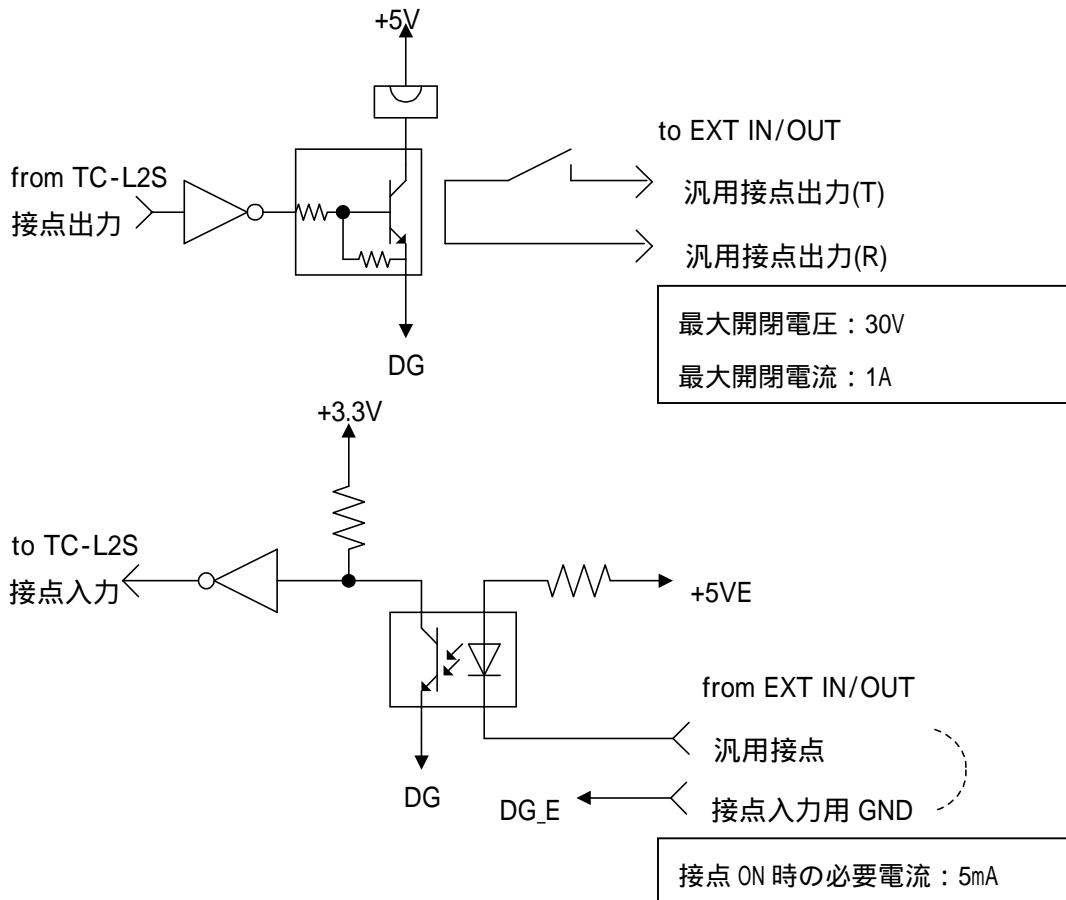 +5V
from TC-L2S
接点出力
DG
to EXT IN/OUT
汎用接点出力(T)
汎用接点出力(R)
最大開閉電圧：30V
最大開閉電流：1A
+3.3V
to TC-L2S
接点入力
DG
+5VE
from EXT IN/OUT
汎用接点
DG_E
接点入力用 GND
接点 ON 時の必要電流：5mA